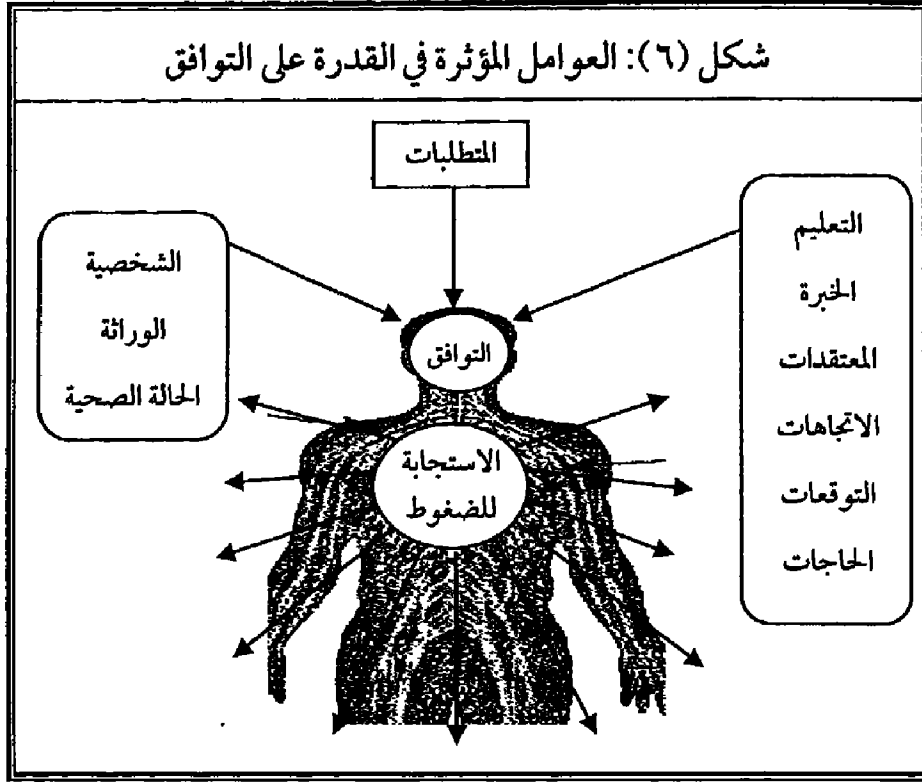 شكل (٦): العوامل المؤثرة في القدرة على التوافق
المتطلبات
التعليم
الخبرة
المعتقدات
الاتجاهات
التوقعات
الحاجات
الشخصية
الوراثة
الحالة الصحية
التوافق
الاستجابة
للضغوط